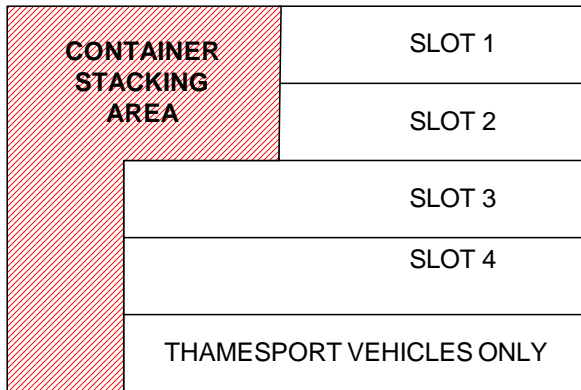 CONTAINER
STACKING
AREA
SLOT 1
SLOT 2
SLOT 3
SLOT 4
THAMESPORT VEHICLES ONLY